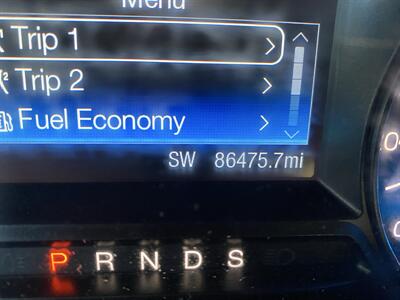 Menu
Trip 1
Trip 2
Fuel Economy
SW 86475.7mi
P R N D S